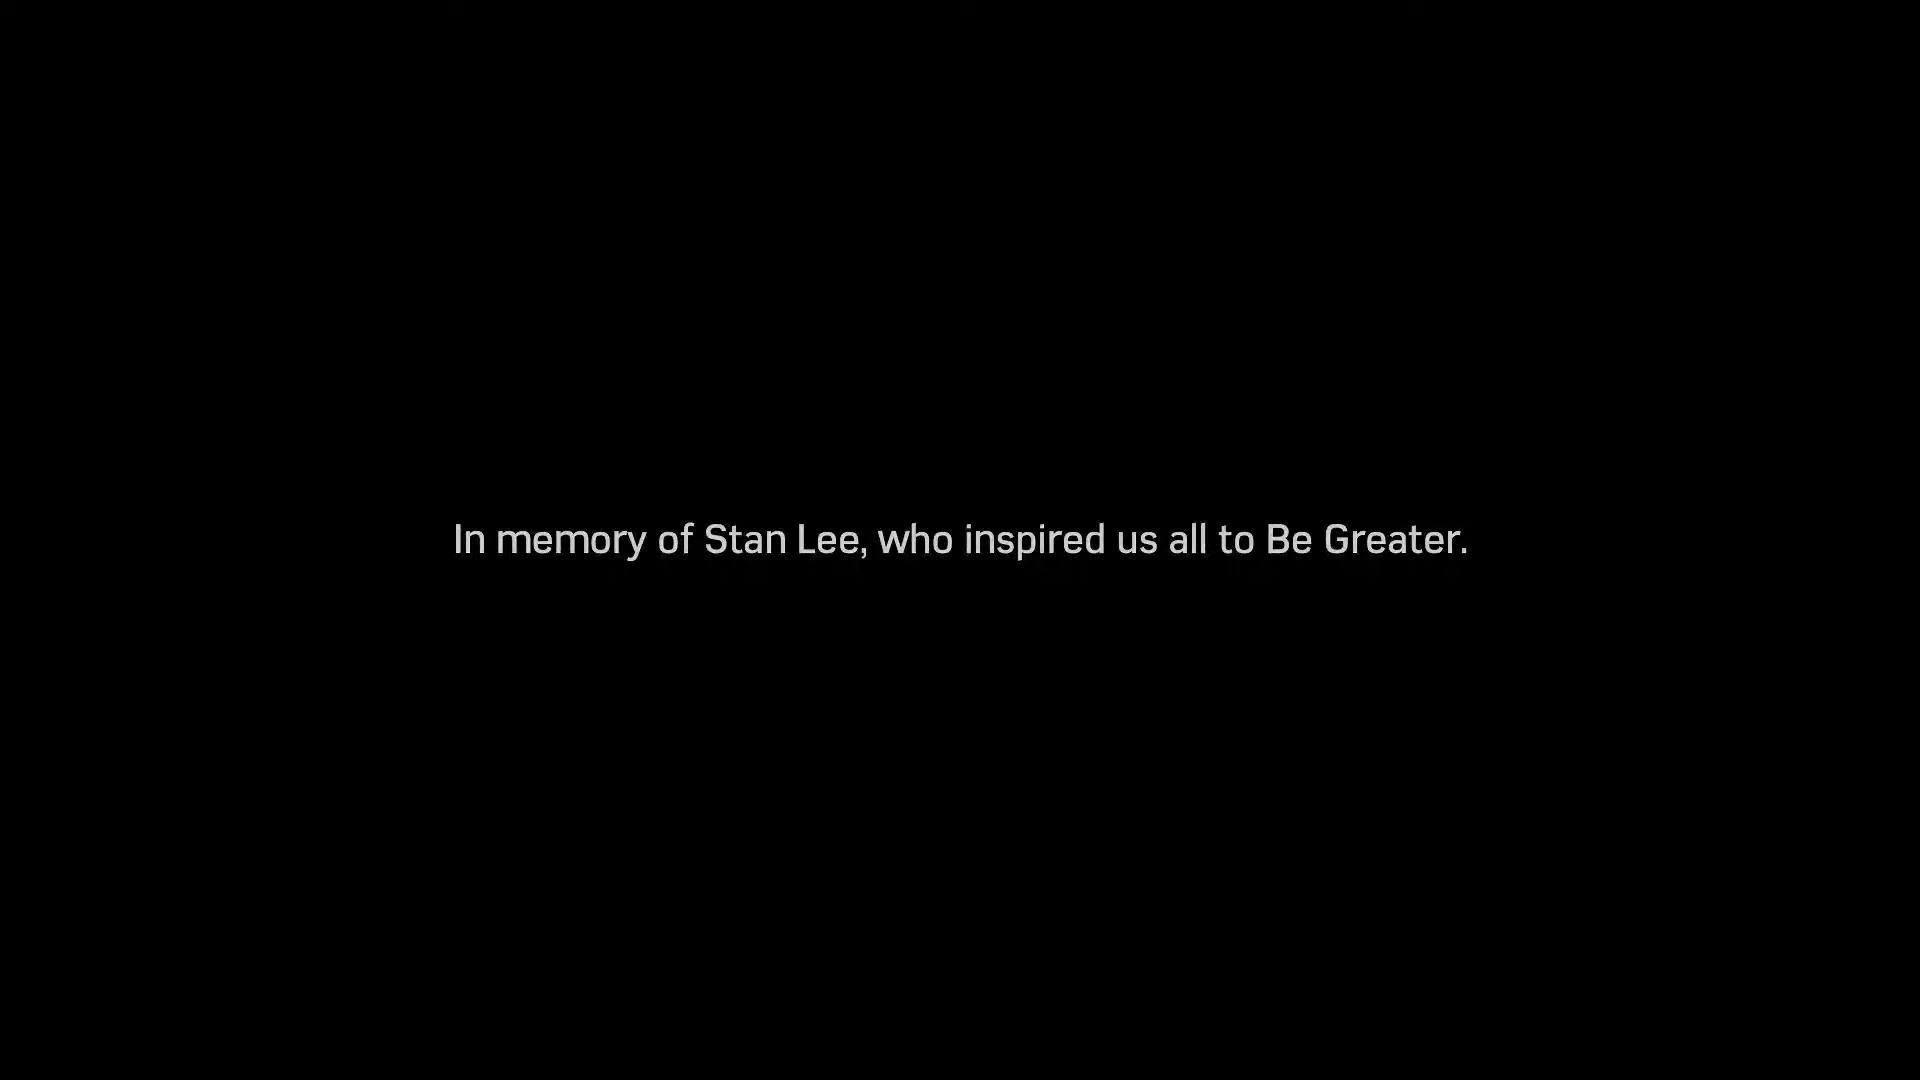 In memory of Stan Lee, who inspired us all to Be Greater.